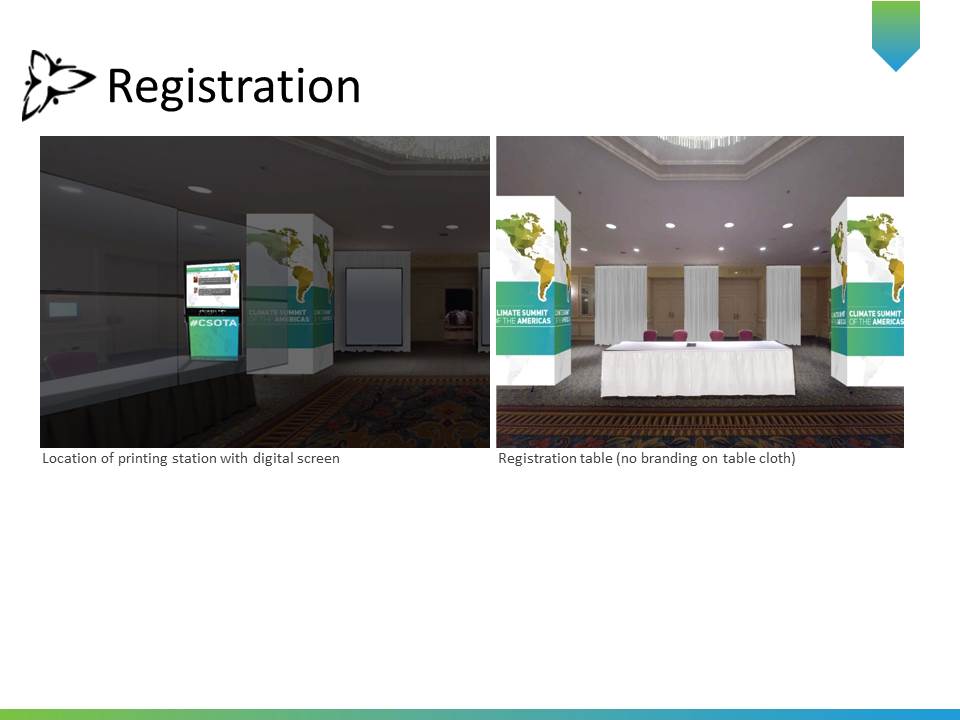 Registration
#CSOTA
CLIMATE SUMMIT
OF THE AMERICAS
CLIMATE SUMMIT
OF THE AMERICAS
CLIMATE SUMMIT
OF THE AMERICAS
Location of printing station with digital screen
Registration table (no branding on table cloth)